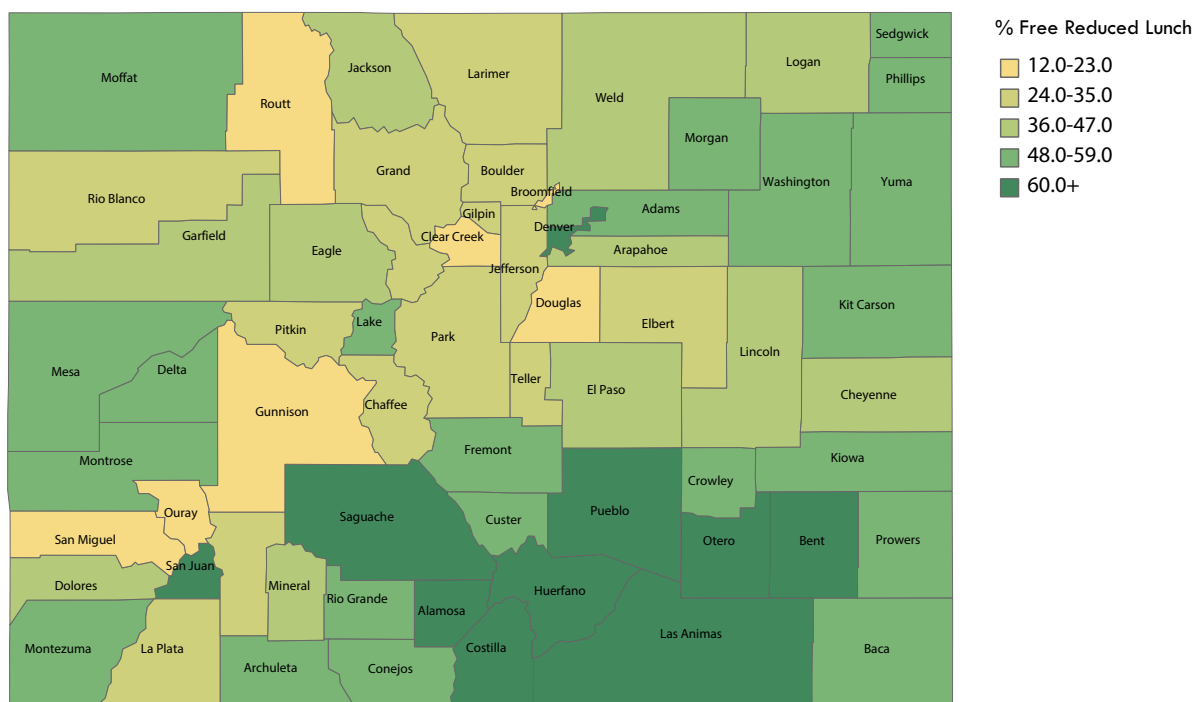 % Free Reduced Lunch
12.0-23.0
24.0-35.0
36.0-47.0
48.0-59.0
60.0+
Sedgwick
Logan
Jackson
Larimer
Moffat
Phillips
Weld
Routt
Morgan
Grand
Boulder
Washington
Yuma
Broomfield
Rio Blanco
Adams
Gilpin
Denver
Garfield
Clear Creek
Eagle
Arapahoe
Jefferson
Douglas
Kit Carson
Lake
Elbert
Pitkin
Park
Lincoln
Mesa
Delta
Teller
El Paso
Cheyenne
Chaffee
Gunnison
Fremont
Kiowa
Montrose
Crowley
Pueblo
Ouray
Saguache
Custer
San Miguel
Otero
Bent
Prowers
San Juan
Dolores
Mineral
Huerfano
Rio Grande
Alamosa
Las Animas
Montezuma
La Plata
Costilla
Baca
Archuleta
Conejos